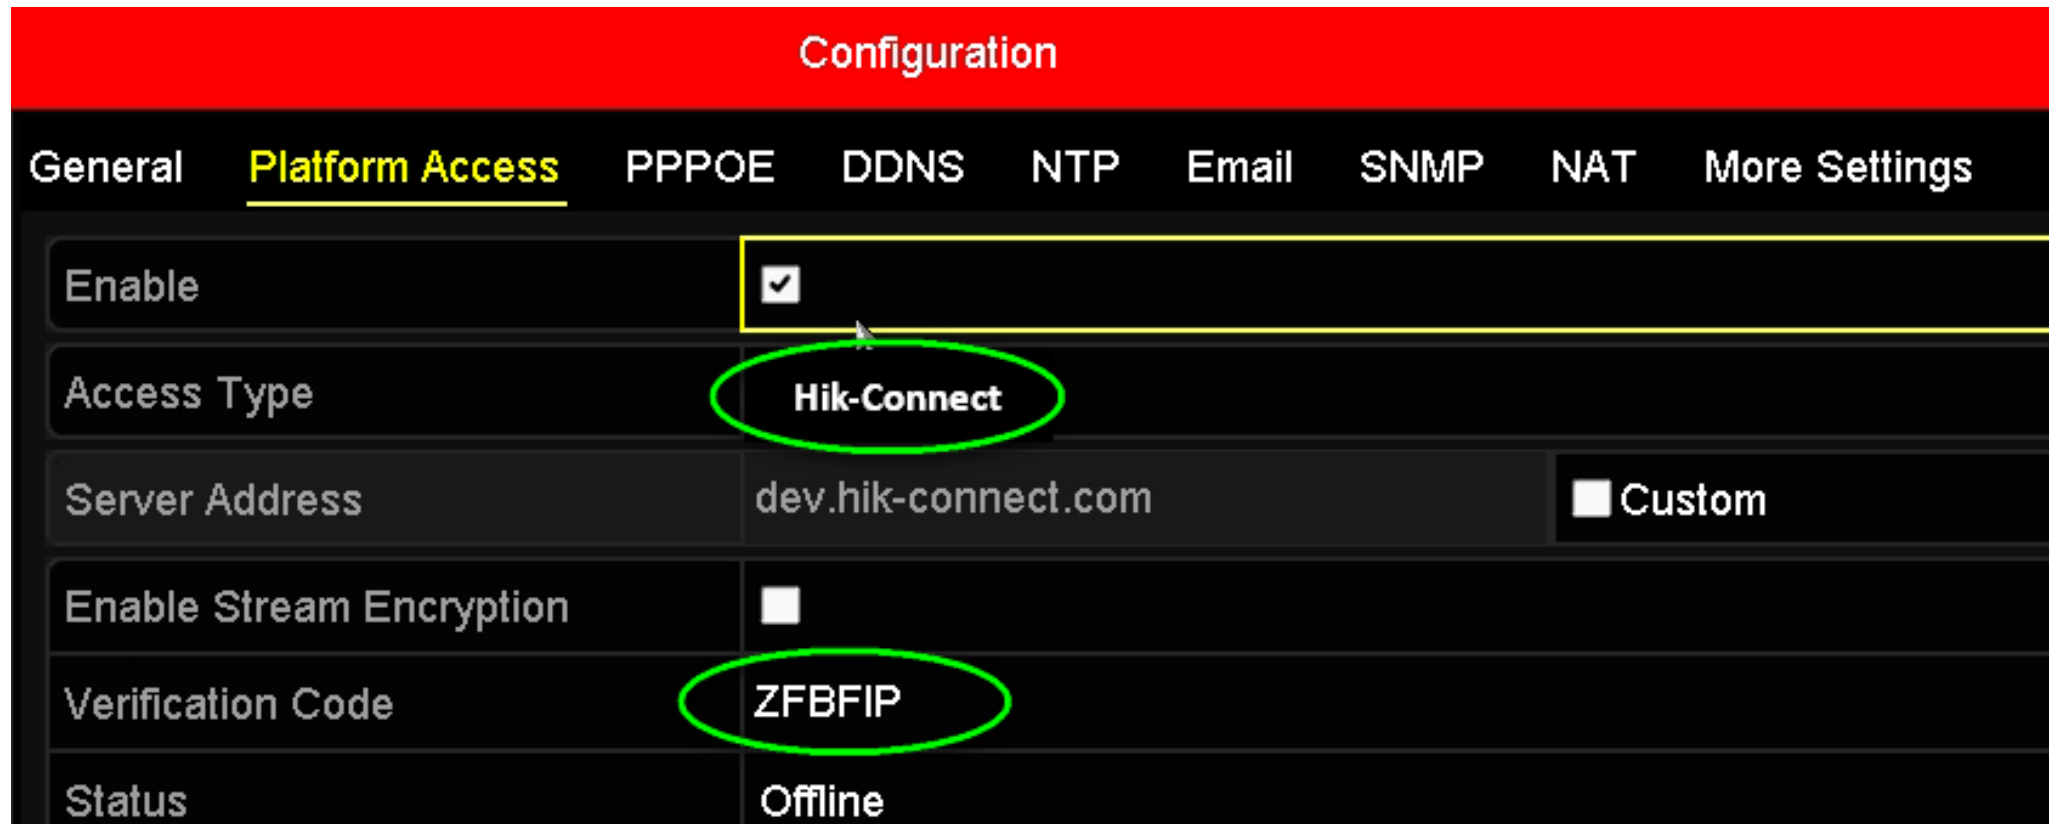 Configuration
General Platform Access PPPOE DDNS NTP Email SNMP NAT More Settings
Enable
Access Type Hik-Connect
Server Address dev.hik-connect.com Custom
Enable Stream Encryption
Verification Code ZFBFIP
Status Offline